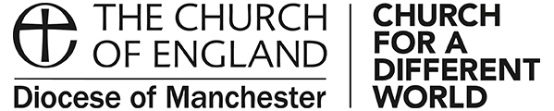 THE CHURCH
OF ENGLAND
Diocese of Manchester
CHURCH
FOR A
DIFFERENT
WORLD